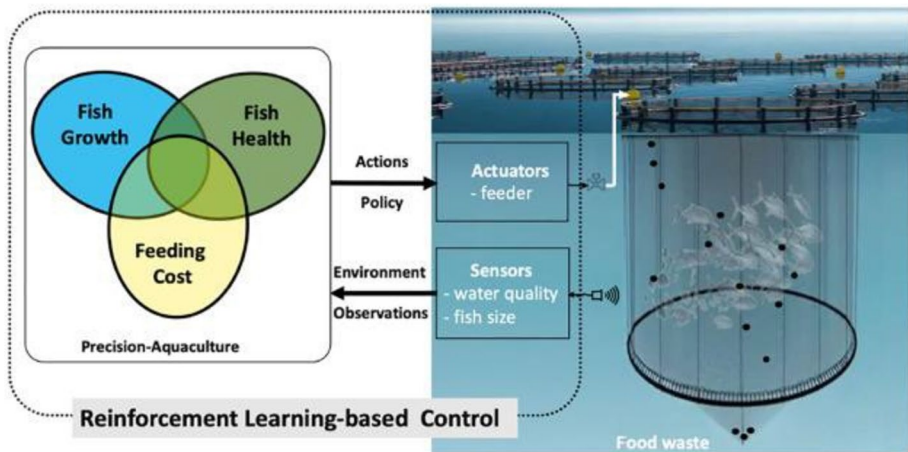 Fish
Growth
Fish
Health
Feeding
Cost
Precision-Aquaculture
Actions
Policy
Environment
Observations
Actuators
- feeder
Sensors
- water quality
- fish size
Food waste
Reinforcement Learning-based Control